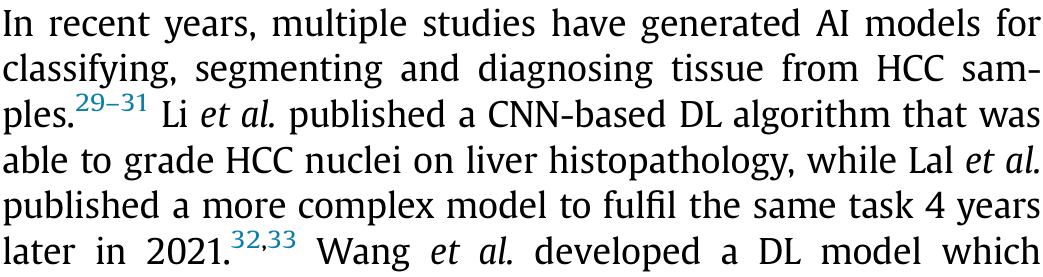 In recent years, multiple studies have generated AI models for
classifying, segmenting and diagnosing tissue from HCC sam-
ples.29–31 Li et al. published a CNN-based DL algorithm that was
able to grade HCC nuclei on liver histopathology, while Lal et al.
published a more complex model to fulfil the same task 4 years
later in 2021.32,33 Wang et al. developed a DL model which